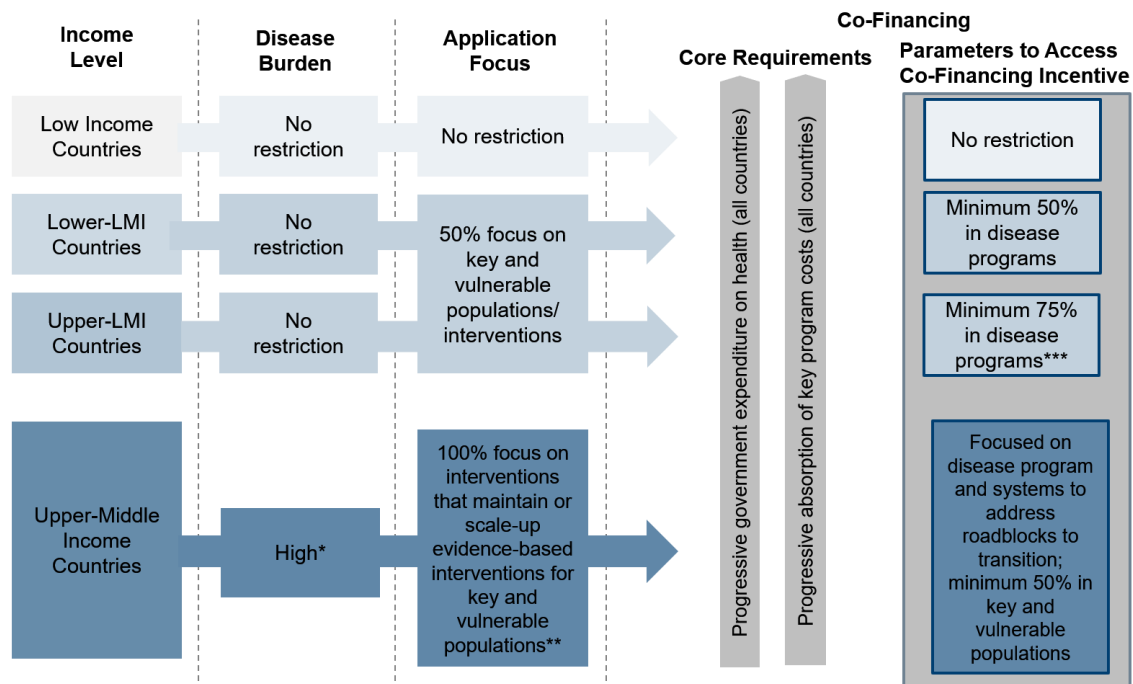 Co-Financing
Income
Level
Disease
Burden
Application
Focus
Core Requirements
Parameters to Access
Co-Financing Incentive
Low Income
Countries
No
restriction
No restriction
No restriction
Lower-LMI
Countries
No
restriction
50% focus on
key and
vulnerable
populations/
interventions
Minimum 50%
in disease
programs
Upper-LMI
Countries
No
restriction
Minimum 75%
in disease
programs***
Upper-Middle
Income
Countries
High*
100% focus on
interventions
that maintain or
scale-up
evidence-based
interventions for
key and
vulnerable
populations**
Progressive government expenditure on health (all countries)
Progressive absorption of key program costs (all countries)
Focused on
disease program
and systems to
address
roadblocks to
transition;
minimum 50% in
key and
vulnerable
populations